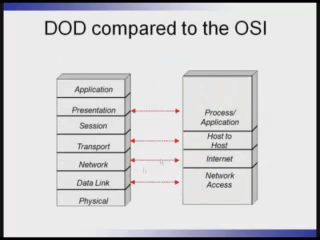 DOD compared to the OSI
Application
Presentation
Session
Transport
Network
Data Link
Physical
Process/
Application
Host to
Host
Internet
Network
Access